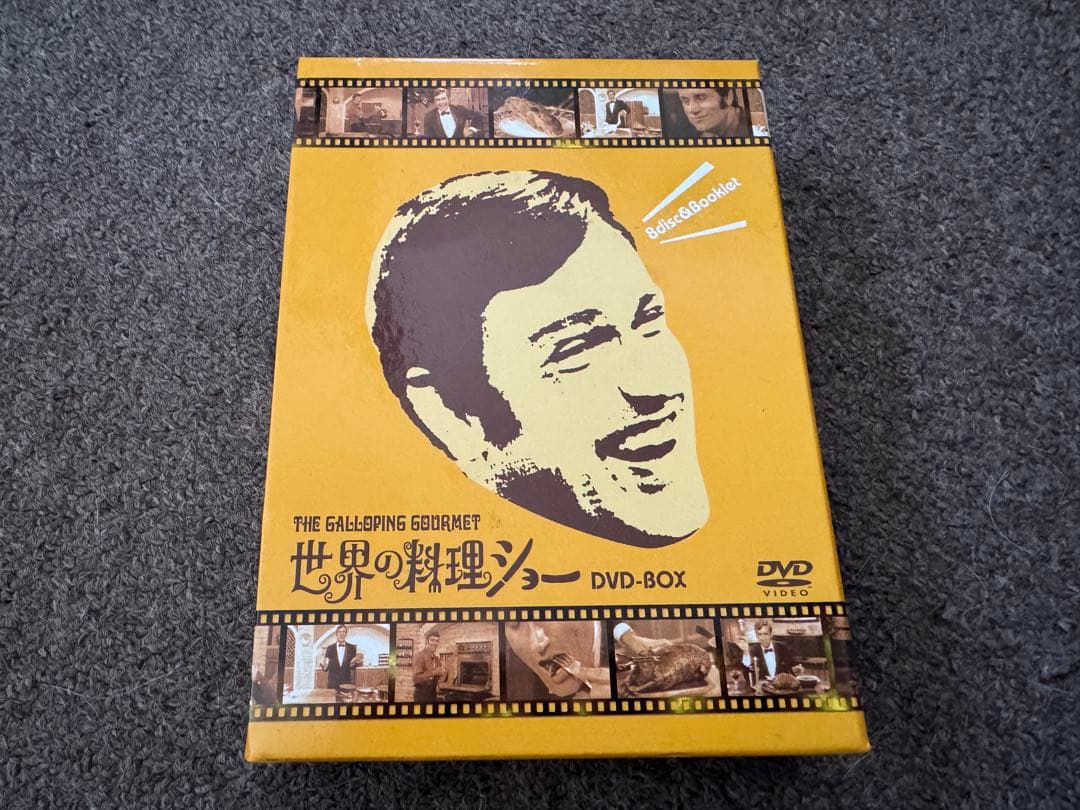 8disc&Booklet
THE GALLOPING GOURMET
世界の料理ショー DVD-BOX
DVD
VIDEO